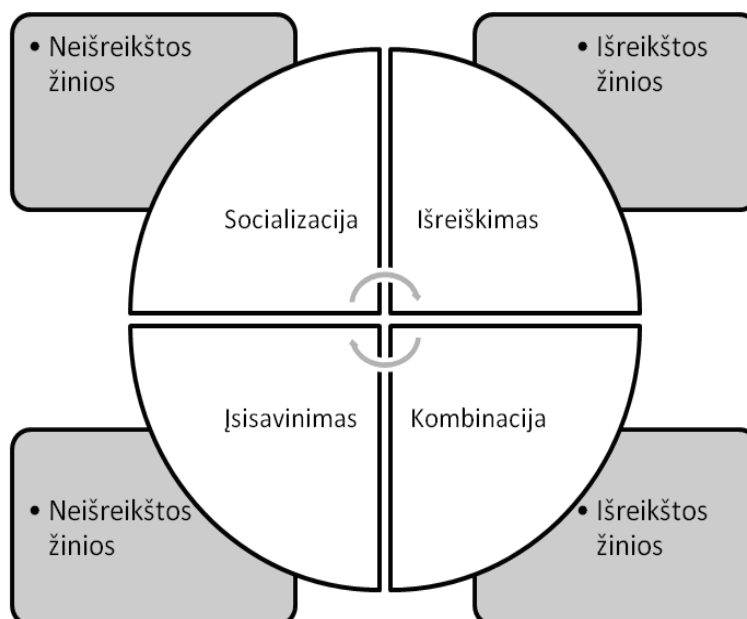 • Neišreikštos
žinios
• Išreikštos
žinios
Socializacija
Išreiškimas
Įsisavinimas
Kombinacija
• Neišreikštos
žinios
• Išreikštos
žinios